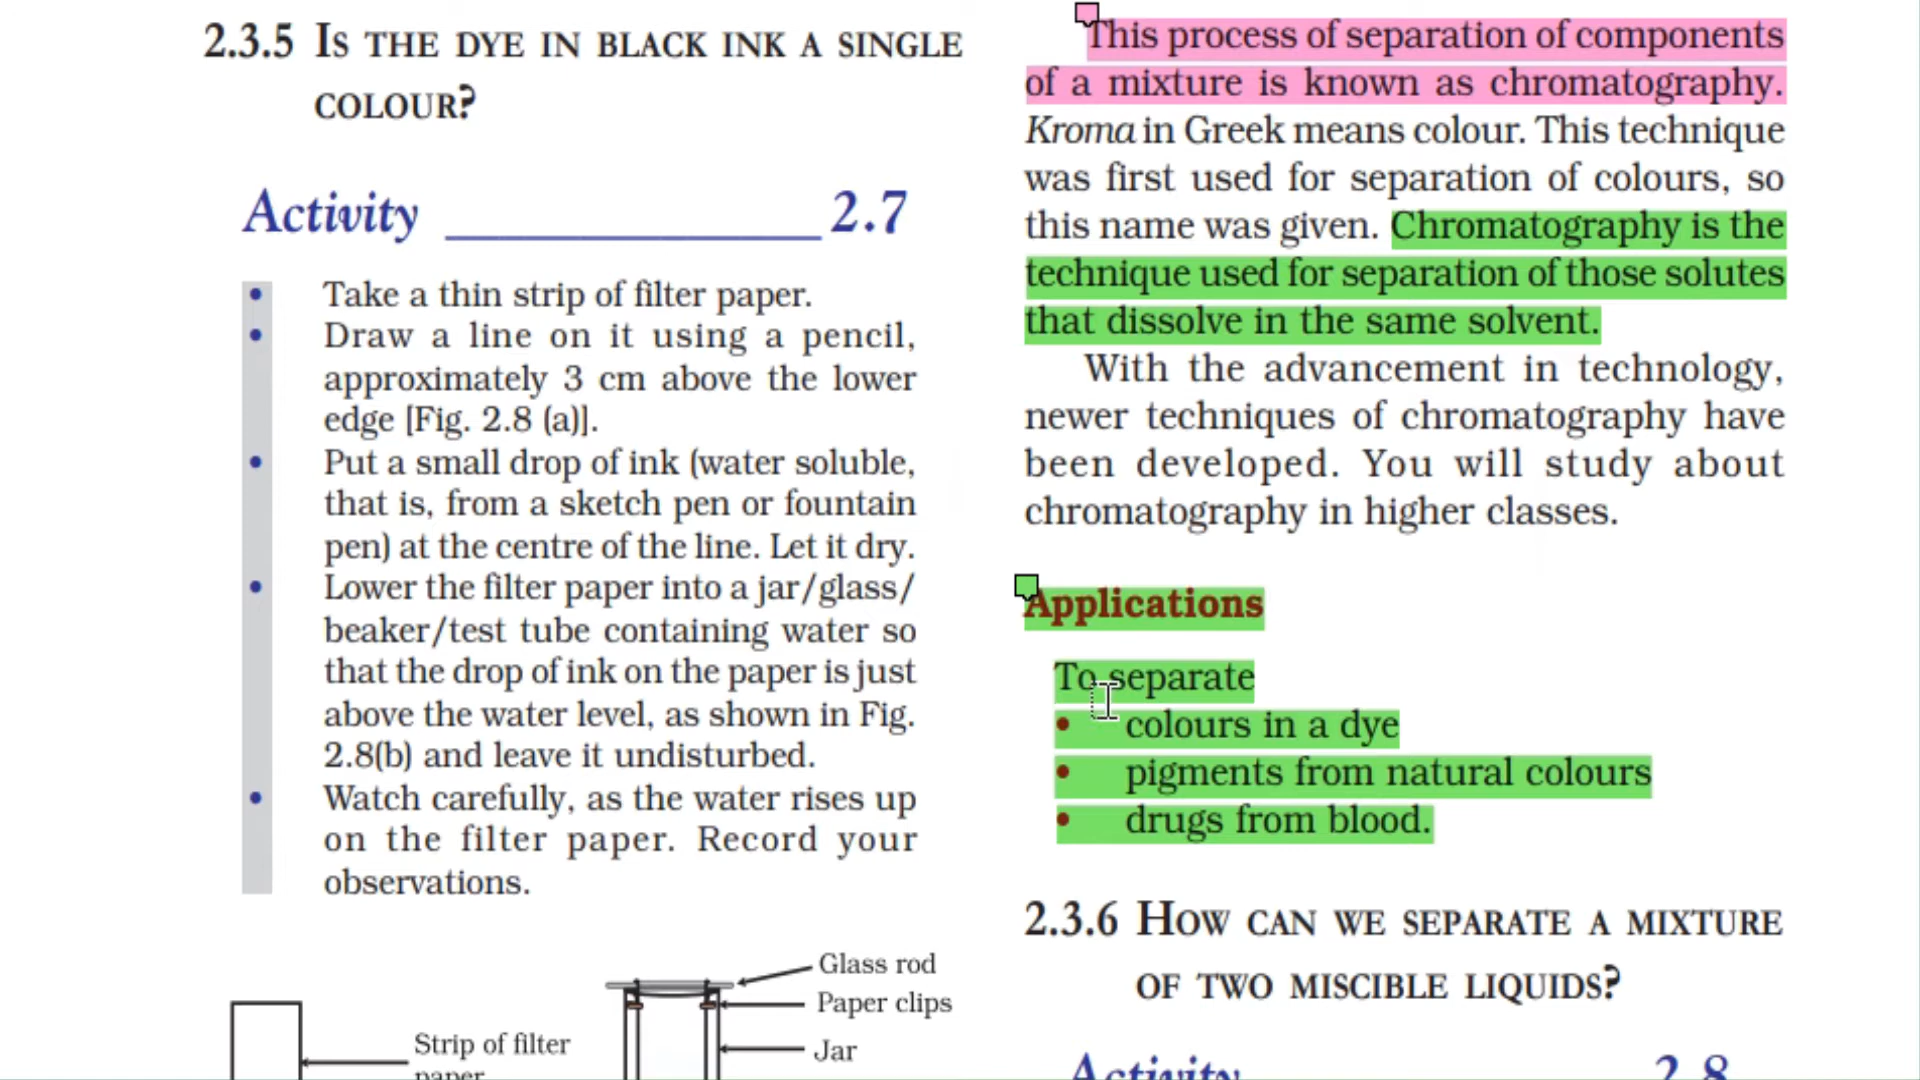 2.3.5 IS THE DYE IN BLACK INK A SINGLE
COLOUR?
Activity ______________ 2.7
• Take a thin strip of filter paper.
• Draw a line on it using a pencil,
approximately 3 cm above the lower
edge [Fig. 2.8 (a)].
• Put a small drop of ink (water soluble,
that is, from a sketch pen or fountain
pen) at the centre of the line. Let it dry.
• Lower the filter paper into a jar/glass/
beaker/test tube containing water so
that the drop of ink on the paper is just
above the water level, as shown in Fig.
2.8(b) and leave it undisturbed.
• Watch carefully, as the water rises up
on the filter paper. Record your
observations.
Glass rod
Paper clips
Jar
Strip of filter
paper
This process of separation of components
of a mixture is known as chromatography.
Kroma in Greek means colour. This technique
was first used for separation of colours, so
this name was given. Chromatography is the
technique used for separation of those solutes
that dissolve in the same solvent.
With the advancement in technology,
newer techniques of chromatography have
been developed. You will study about
chromatography in higher classes.
Applications
To separate
• colours in a dye
• pigments from natural colours
• drugs from blood.
2.3.6 HOW CAN WE SEPARATE A MIXTURE
OF TWO MISCIBLE LIQUIDS?
Activity 2.8